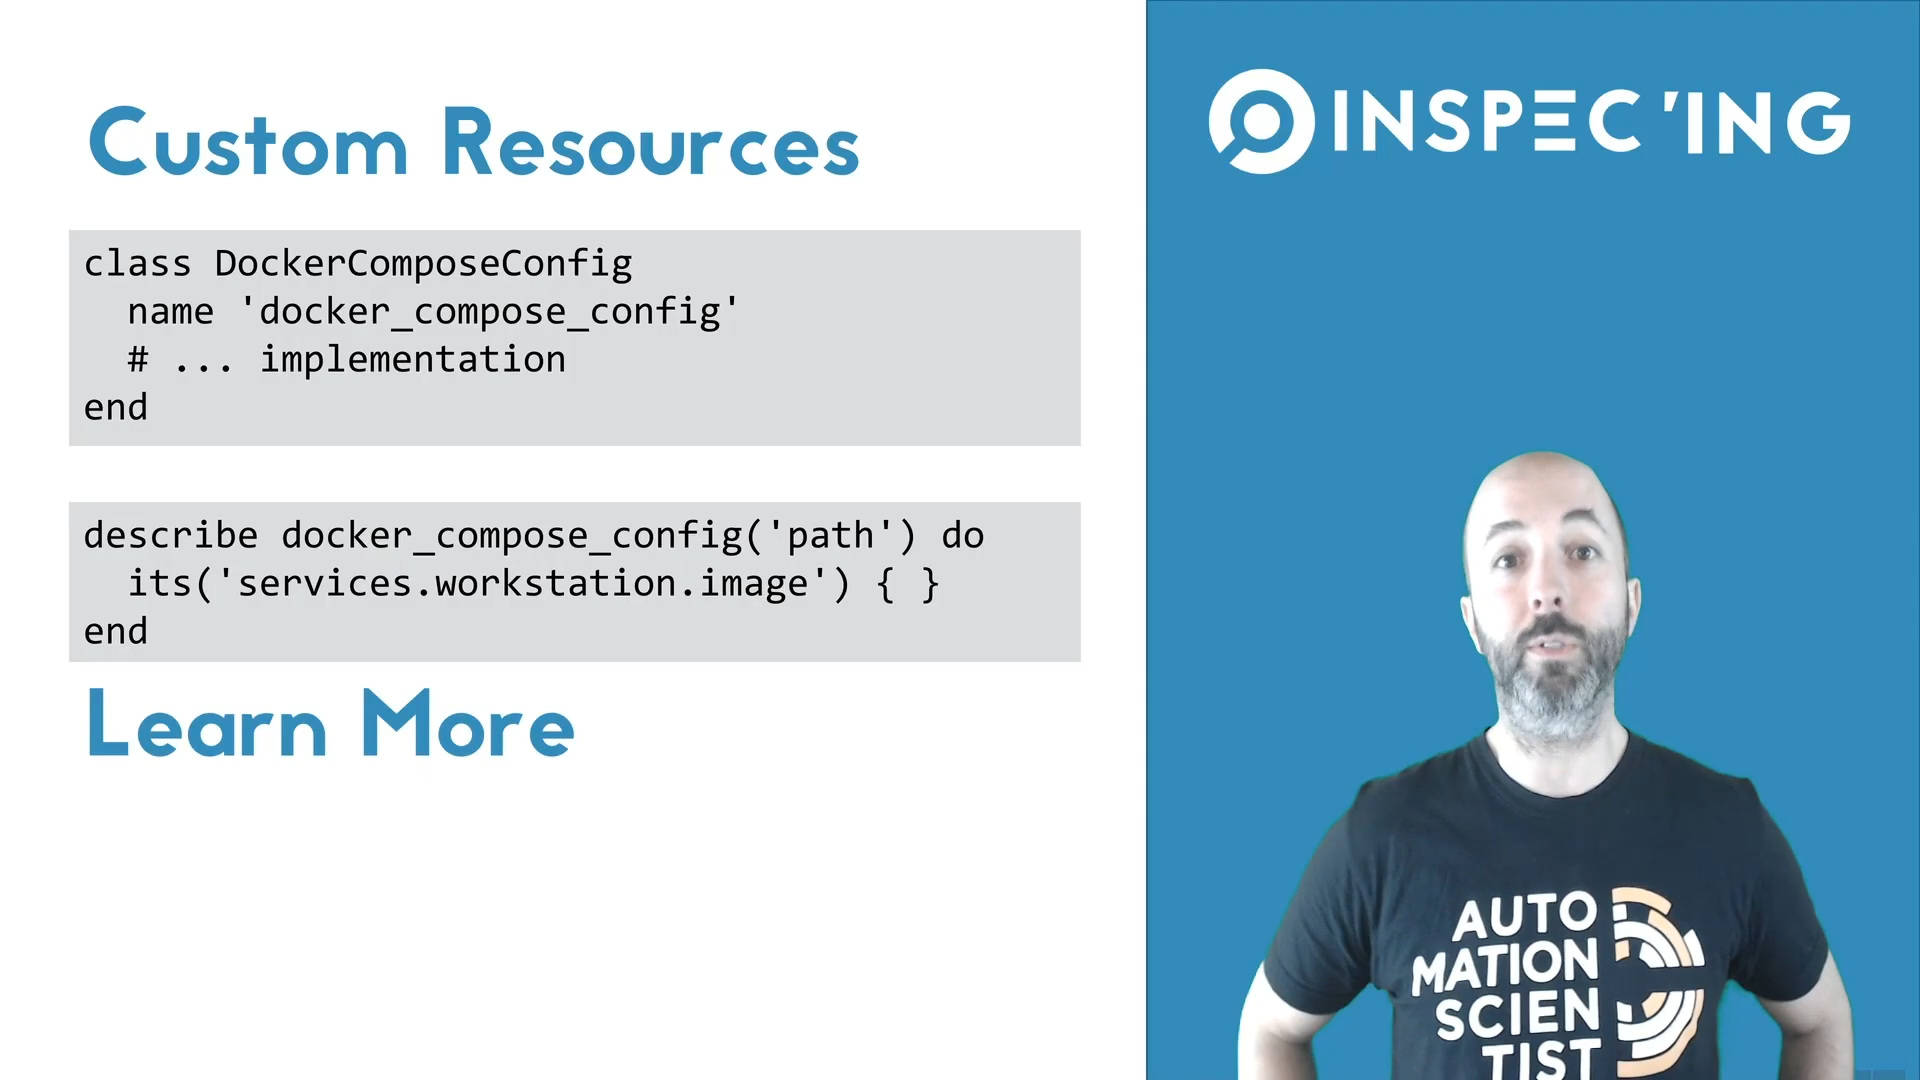 Custom Resources
class DockerComposeConfig
  name 'docker_compose_config'
  # ... implementation
end
describe docker_compose_config('path') do
  its('services.workstation.image') { }
end
Learn More
INSPEC'ING
AUTO
MATION
SCIEN
TIST